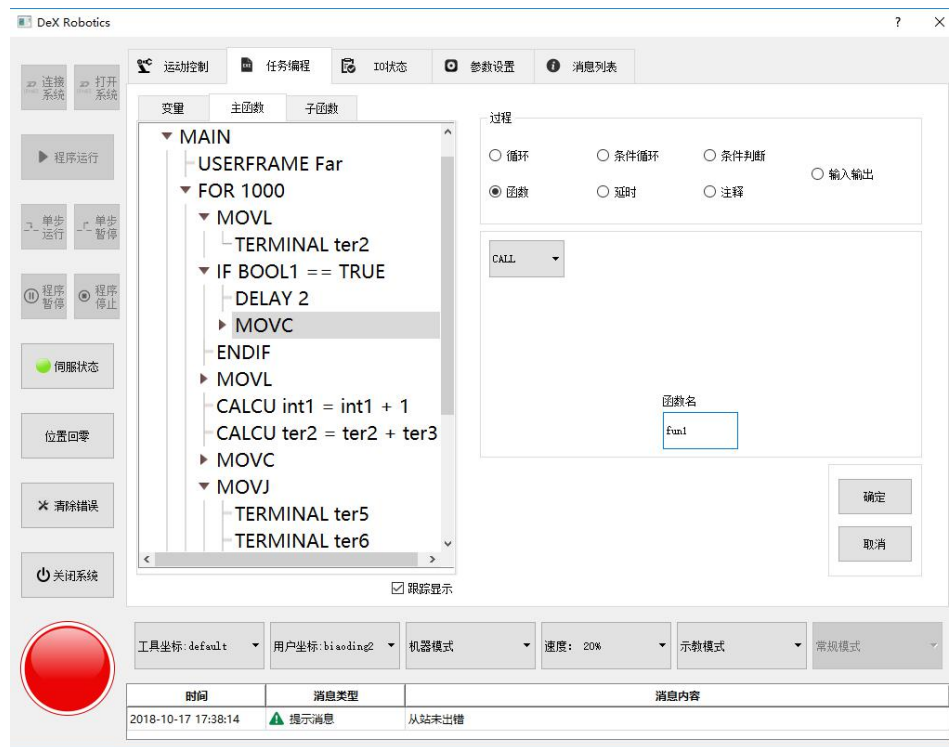 DeX Robotics
?
连接系统
打开系统
运动控制
任务编程
IO状态
参数设置
消息列表
程序运行
单步运行
单步暂停
程序暂停
程序停止
伺服状态
位置回零
清除错误
关闭系统
变量
主函数
子函数
MAIN
USERFRAME Far
FOR 1000
MOVL
TERMINAL ter2
IF BOOL1 == TRUE
DELAY 2
MOVC
ENDIF
MOVL
CALCU int1 = int1 + 1
CALCU ter2 = ter2 + ter3
MOVC
MOVJ
TERMINAL ter5
TERMINAL ter6
跟踪显示
过程
循环
条件循环
条件判断
输入输出
函数
延时
注释
CALL
函数名
fun1
确定
取消
工具坐标:default
用户坐标:biaoding2
机器模式
速度: 20%
示教模式
常规模式
时间
消息类型
消息内容
2018-10-17 17:38:14
提示消息
从站未出错